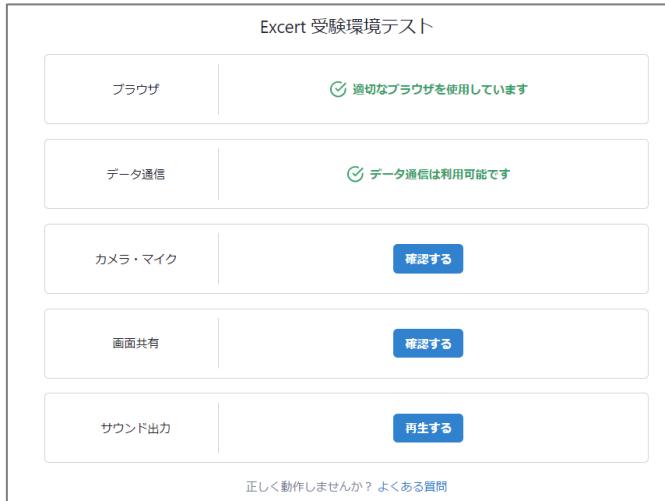 Excert 受験環境テスト
ブラウザ
適切なブラウザを使用しています
データ通信
データ通信は利用可能です
カメラ・マイク
確認する
画面共有
確認する
サウンド出力
再生する
正しく動作しませんか？ よくある質問